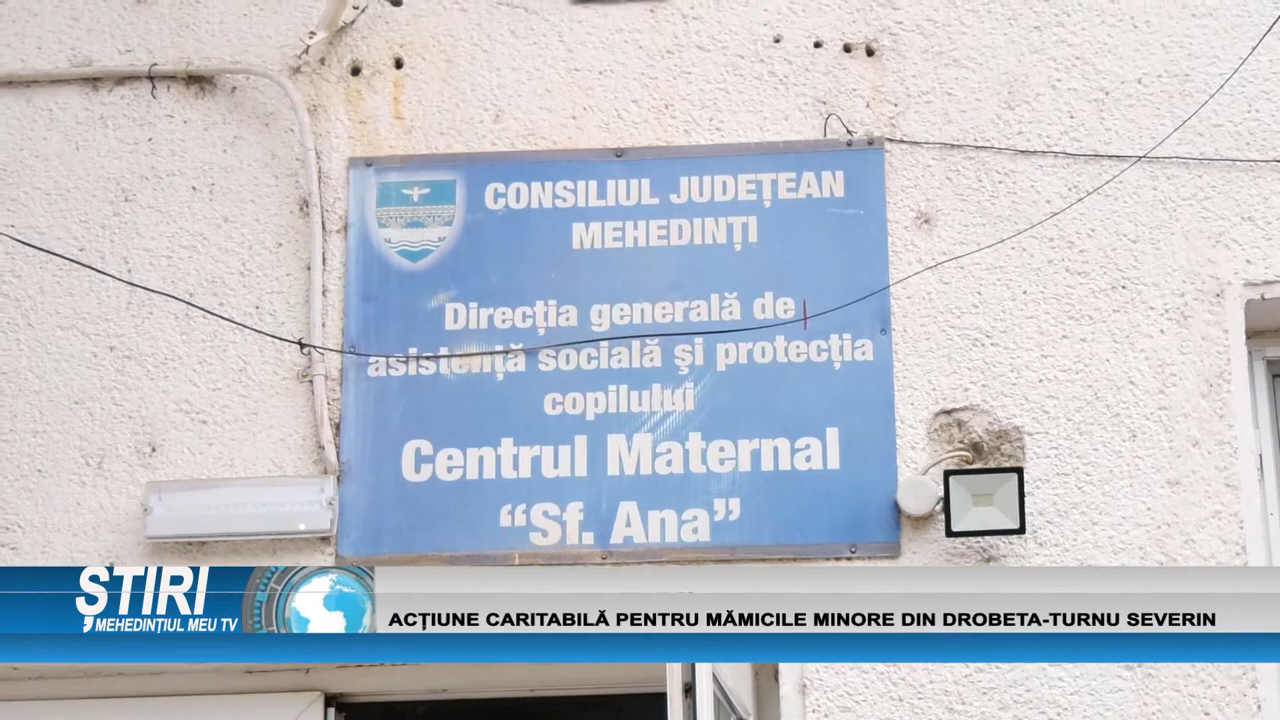 CONSILIUL JUDEȚEAN
MEHEDINȚI
Direcția generală de
asistență socială şi protecția
copilului
Centrul Maternal
“Sf. Ana”
ȘTIRI
MEHEDINȚIUL MEU TV
ACȚIUNE CARITABILĂ PENTRU MĂMICILE MINORE DIN DROBETA-TURNU SEVERIN